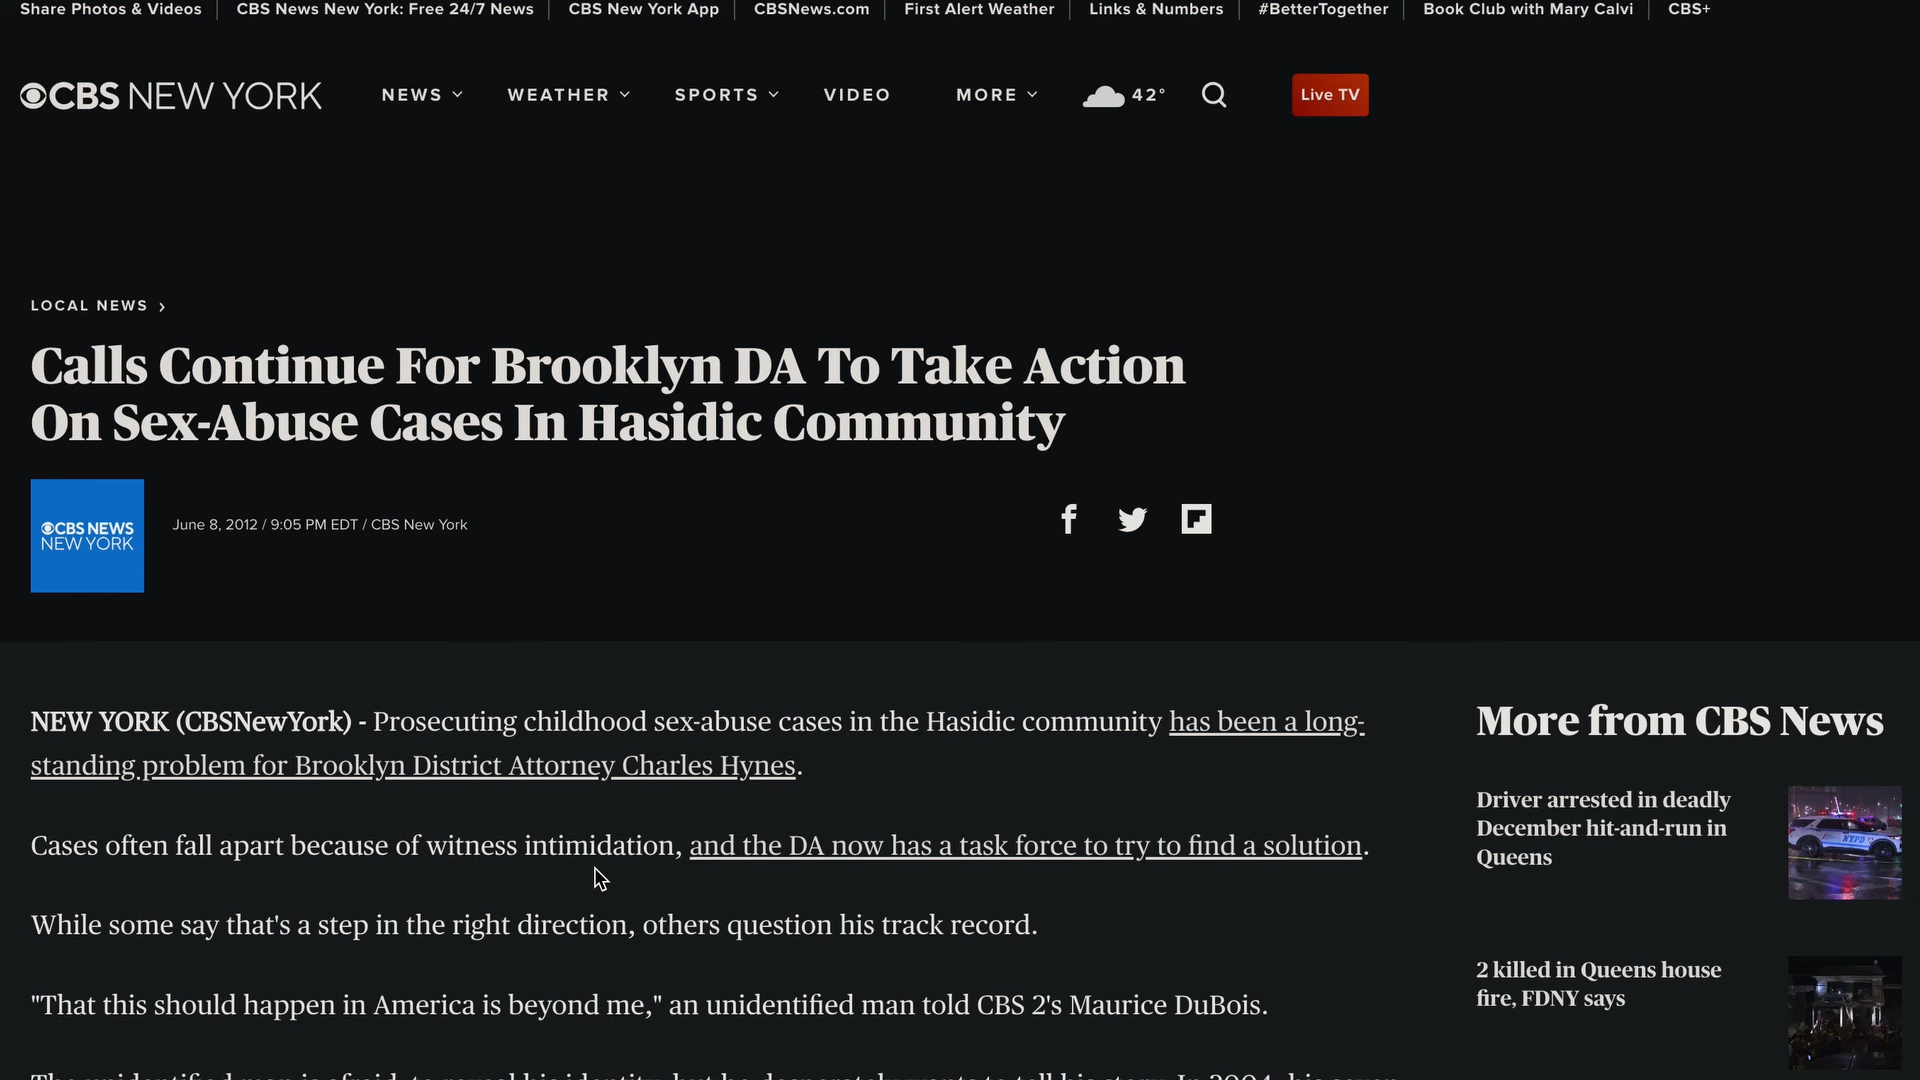 Share Photos & Videos
CBS News New York: Free 24/7 News
CBS New York App
CBSNews.com
First Alert Weather
Links & Numbers
#BetterTogether
Book Club with Mary Calvi
CBS+
CBS NEW YORK
NEWS
WEATHER
SPORTS
VIDEO
MORE
42°
Live TV
LOCAL NEWS
Calls Continue For Brooklyn DA To Take Action
On Sex-Abuse Cases In Hasidic Community
CBS NEWS
NEW YORK
June 8, 2012 / 9:05 PM EDT / CBS New York
NEW YORK (CBSNewYork) - Prosecuting childhood sex-abuse cases in the Hasidic community has been a long-
standing problem for Brooklyn District Attorney Charles Hynes.
Cases often fall apart because of witness intimidation, and the DA now has a task force to try to find a solution.
While some say that's a step in the right direction, others question his track record.
"That this should happen in America is beyond me," an unidentified man told CBS 2's Maurice DuBois.
More from CBS News
Driver arrested in deadly
December hit-and-run in
Queens
2 killed in Queens house
fire, FDNY says